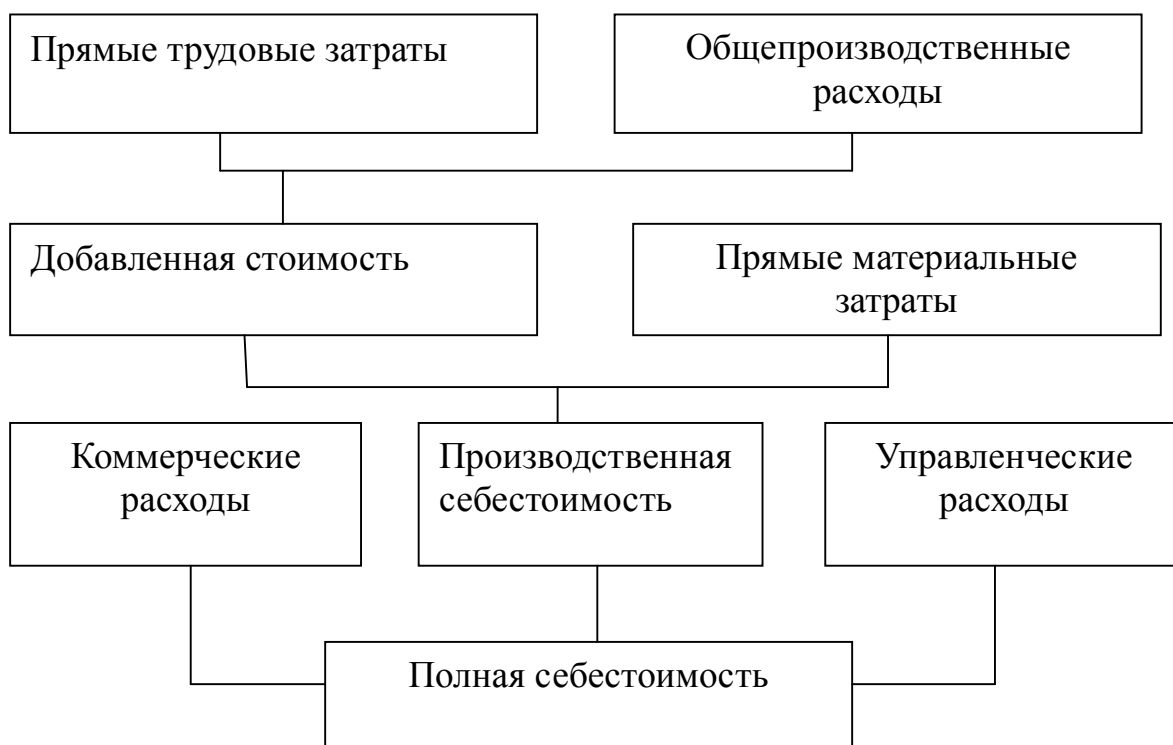 Прямые трудовые затраты
Общепроизводственные
расходы
Добавленная стоимость
Прямые материальные
затраты
Коммерческие
расходы
Производственная
себестоимость
Управленческие
расходы
Полная себестоимость